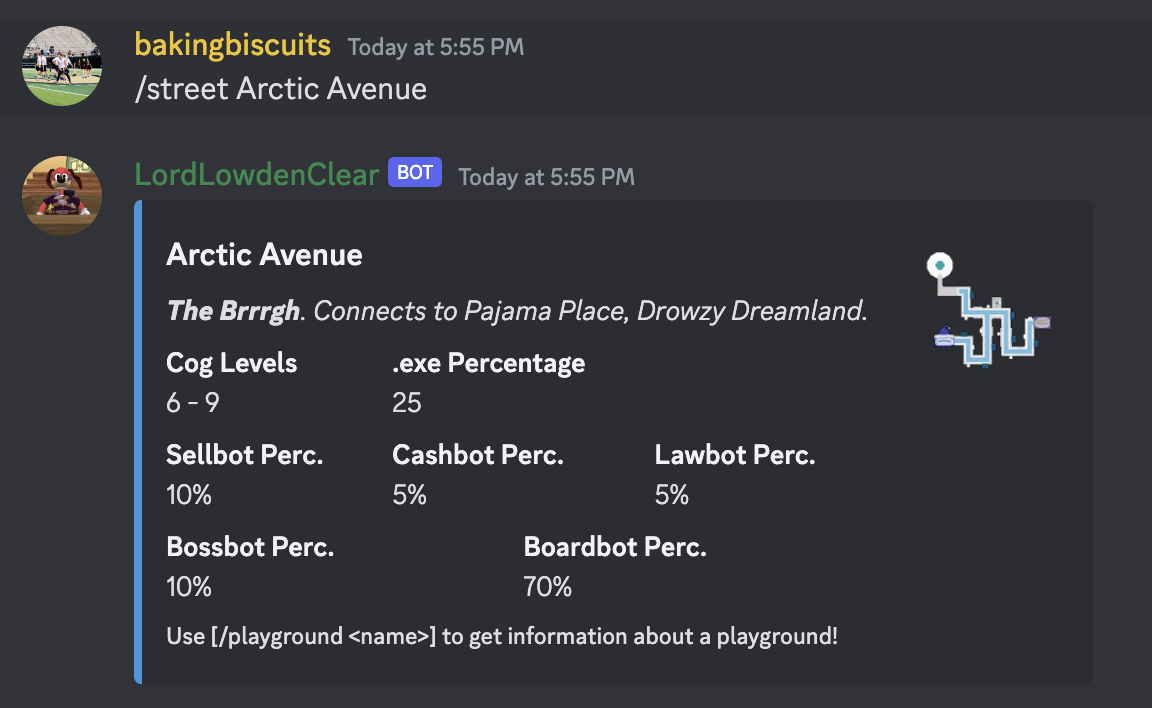 bakingbiscuits Today at 5:55 PM
/street Arctic Avenue
LordLowdenClear BOT Today at 5:55 PM
Arctic Avenue
The Brrrgh. Connects to Pajama Place, Drowzy Dreamland.
Cog Levels .exe Percentage
6 - 9 25
Sellbot Perc. Cashbot Perc. Lawbot Perc.
10% 5% 5%
Bossbot Perc. Boardbot Perc.
10% 70%
Use [/playground <name>] to get information about a playground!